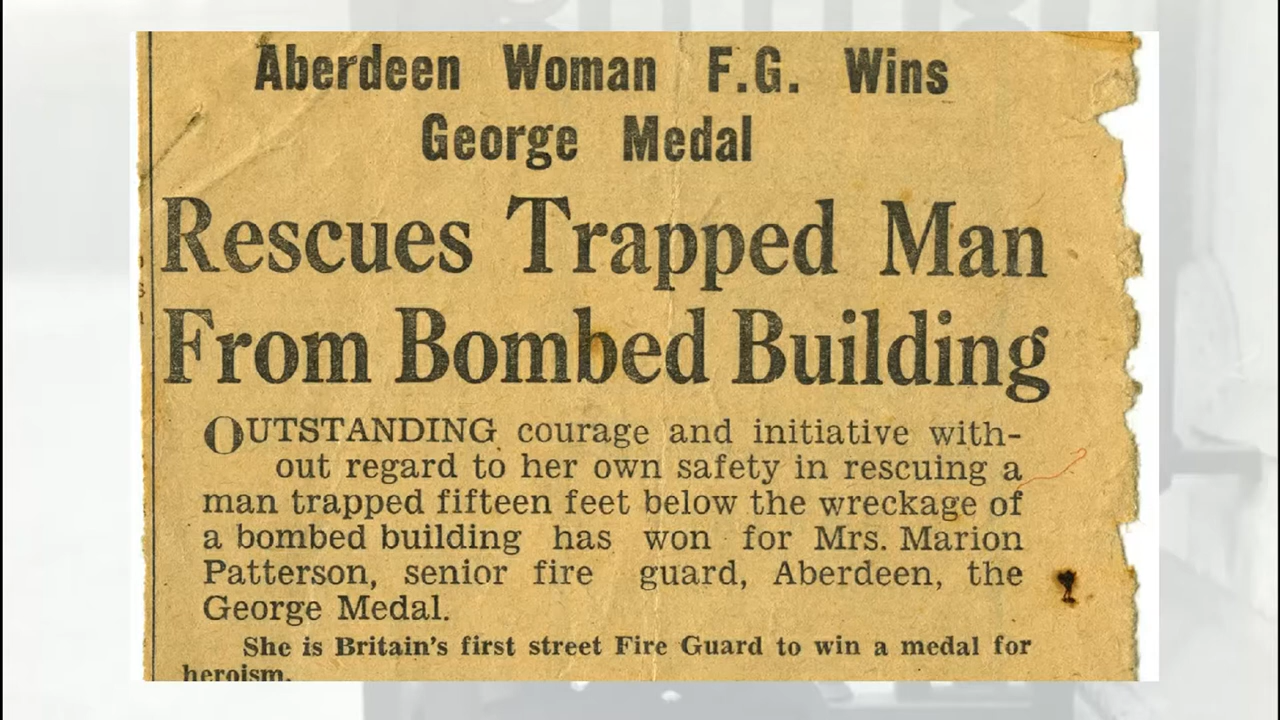 Aberdeen Woman F.G. Wins
George Medal
Rescues Trapped Man
From Bombed Building
OUTSTANDING courage and initiative with-
out regard to her own safety in rescuing a
man trapped fifteen feet below the wreckage of
a bombed building has won for Mrs. Marion
Patterson, senior fire guard, Aberdeen, the
George Medal.
She is Britain's first street Fire Guard to win a medal for
heroism.